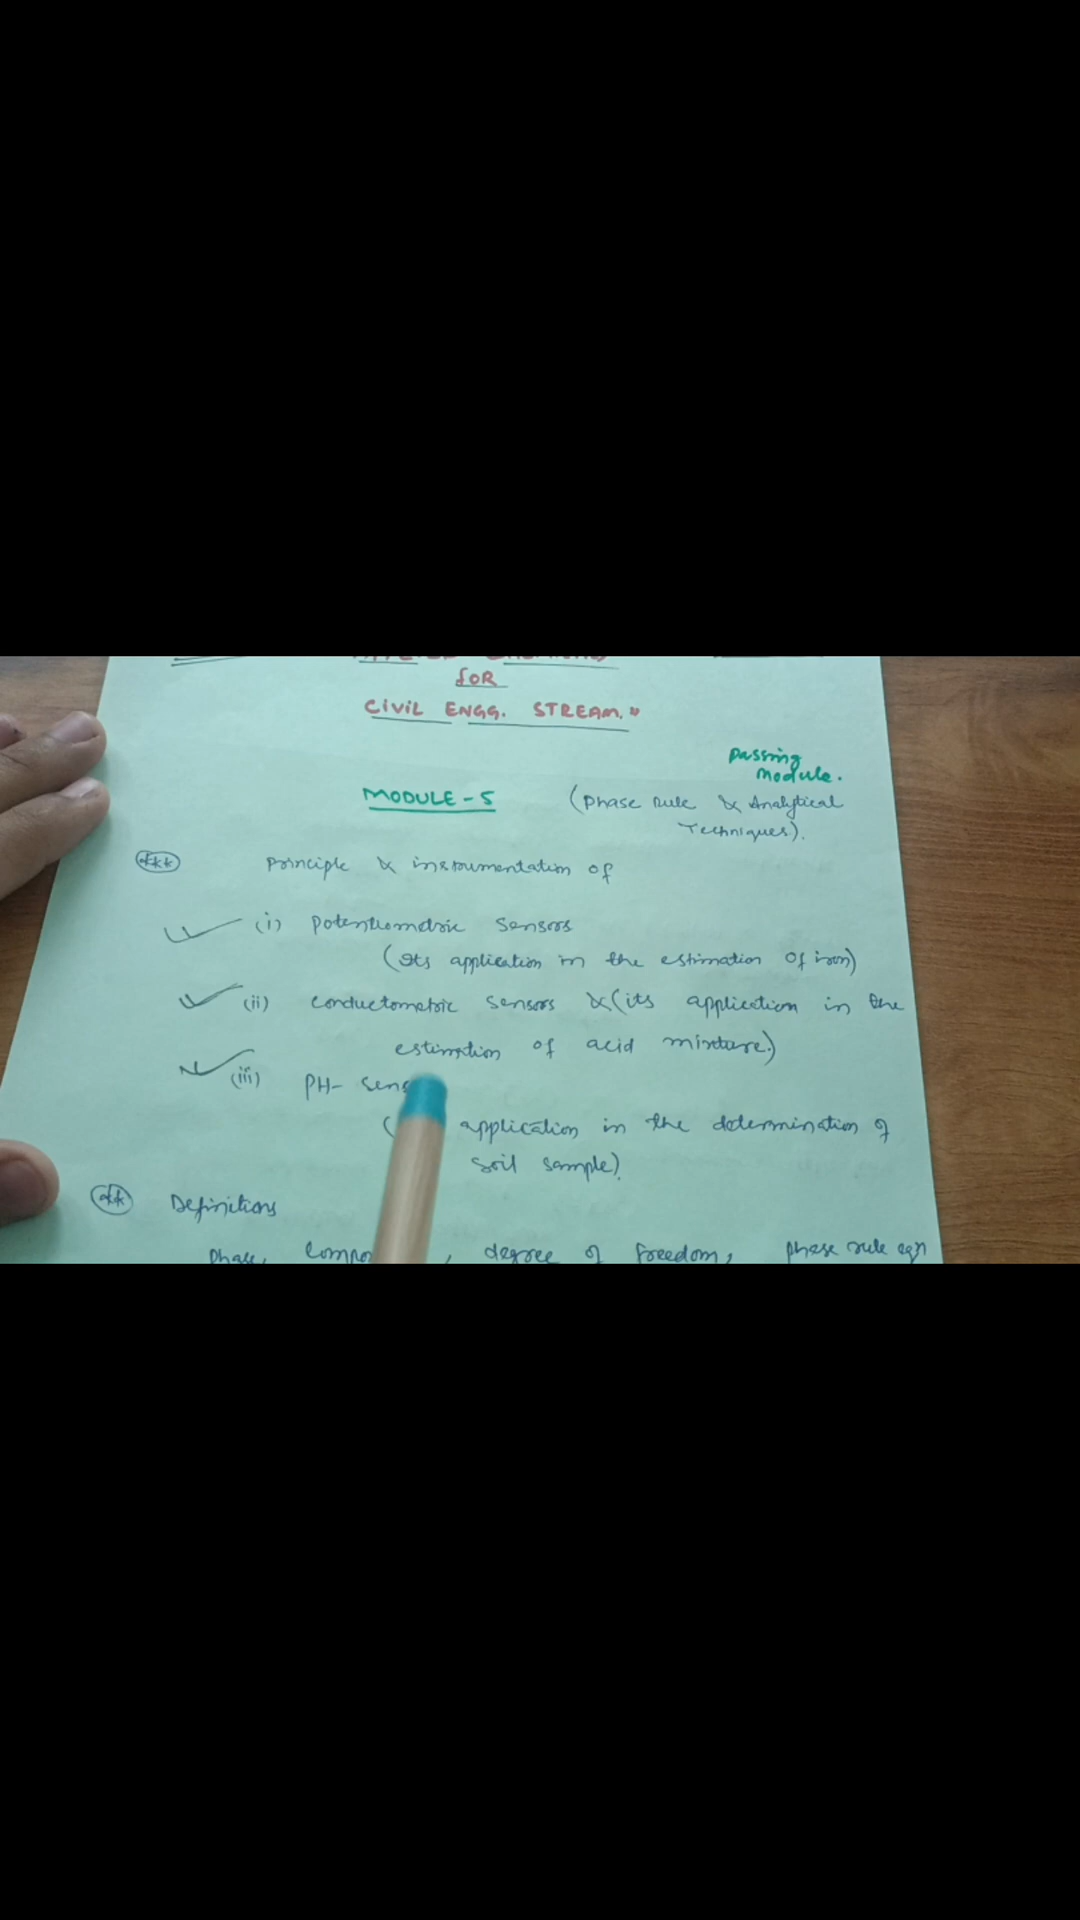 for
CIVIL ENGG. STREAM."
Passing
Module.
MODULE-5 (Phase Rule & Analytical
Techniques).
*** Principle & instrumentation of
(i) Potentiometric Sensors
(Its application in the estimation of iron)
(ii) Conductometric Sensors & (its application in the
estimation of acid mixture.)
(iii) PH-
( application in the determination of
soil sample).
** Definitions
Phase, , degree of freedom, phase rule eqn